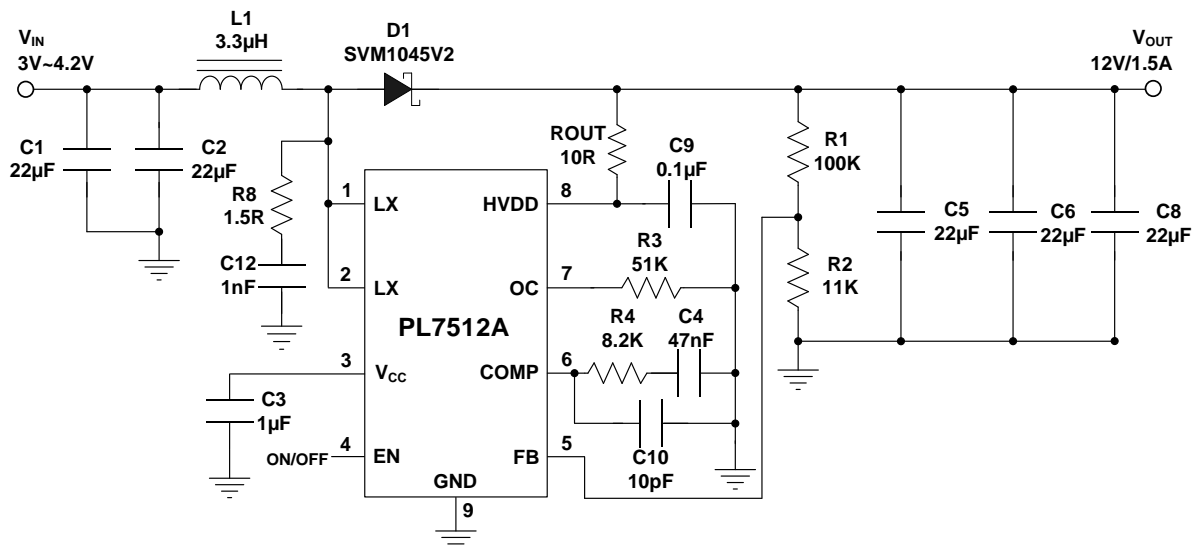 L1
3.3µH
D1
SVM1045V2
VIN
3V~4.2V
VOUT
12V/1.5A
C1
22µF
C2
22µF
R8
1.5R
C12
1nF
ROUT
10R
C9
0.1µF
R1
100K
R2
11K
C5
22µF
C6
22µF
C8
22µF
1
LX
HVDD
8
2
LX
OC
7
R3
51K
PL7512A
R4
8.2K
C4
47nF
3
VCC
COMP
6
C3
1µF
ON/OFF
4
EN
FB
5
C10
10pF
GND
9